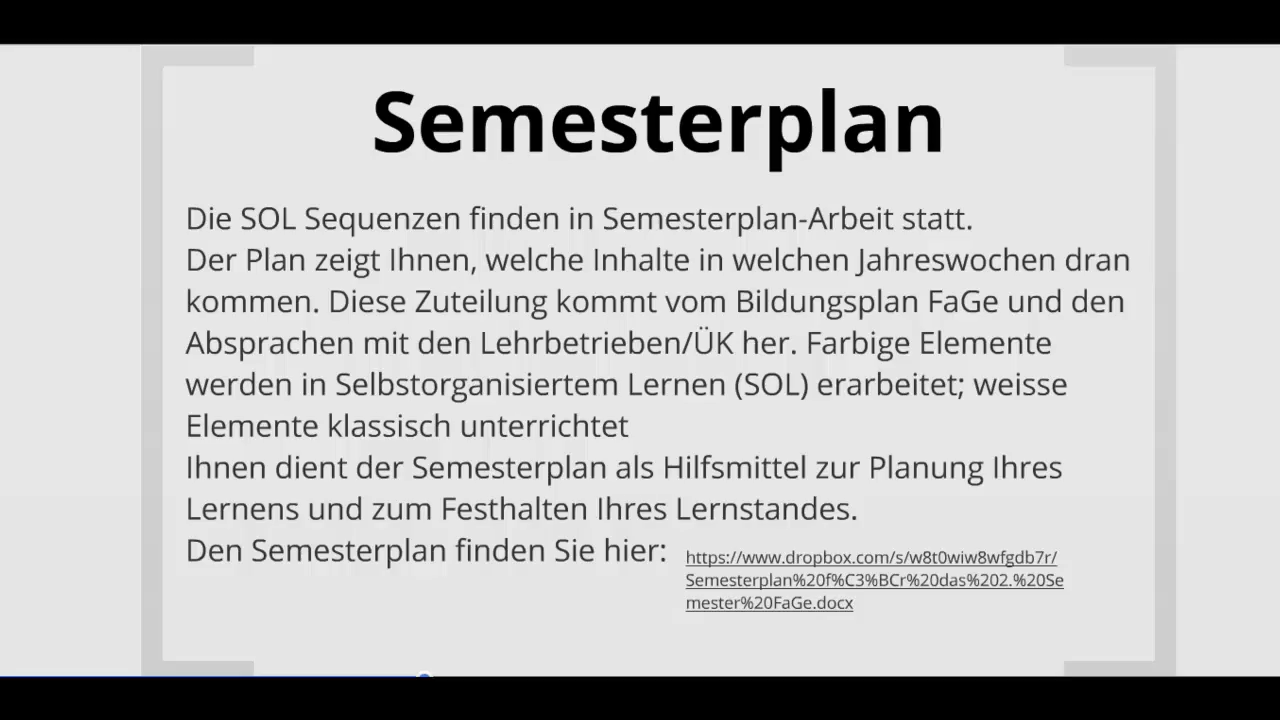 Semesterplan
Die SOL Sequenzen finden in Semesterplan-Arbeit statt.
Der Plan zeigt Ihnen, welche Inhalte in welchen Jahreswochen dran
kommen. Diese Zuteilung kommt vom Bildungsplan FaGe und den
Absprachen mit den Lehrbetrieben/ÜK her. Farbige Elemente
werden in Selbstorganisiertem Lernen (SOL) erarbeitet; weisse
Elemente klassisch unterrichtet
Ihnen dient der Semesterplan als Hilfsmittel zur Planung Ihres
Lernens und zum Festhalten Ihres Lernstandes.
Den Semesterplan finden Sie hier:
https://www.dropbox.com/s/w8t0wiw8wfgdb7r/
Semesterplan%20f%C3%BCr%20das%202.%20Se
mester%20FaGe.docx